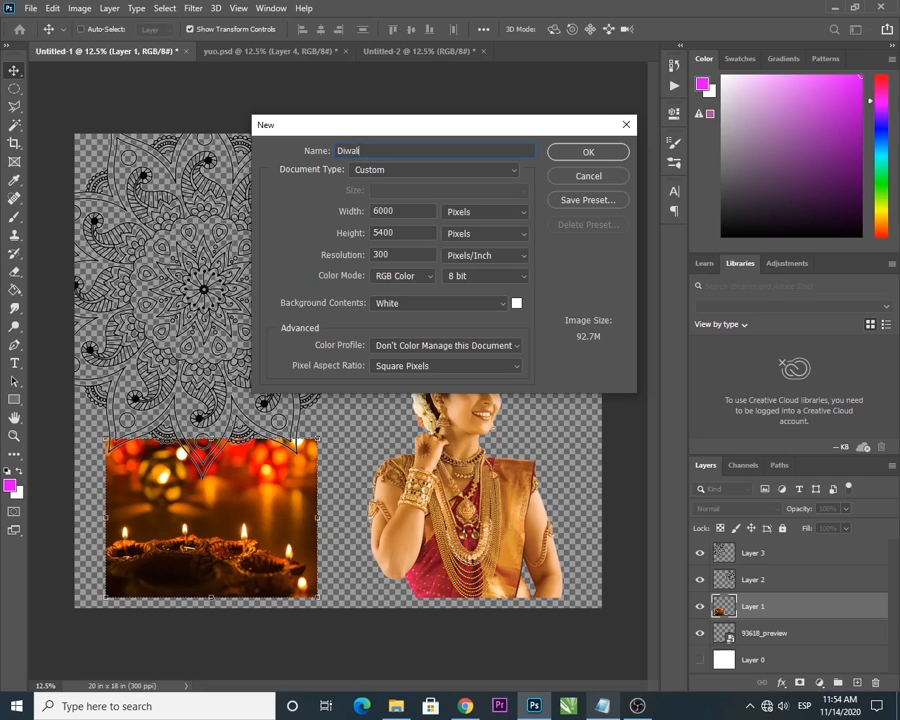 Ps File Edit Image Layer Type Select Filter 3D View Window Help
Auto-Select: Show Transform Controls 3D Mode:
Untitled-1 @ 12.5% (Layer 1, RGB/8#) * × yuo.psd @ 12.5% (Layer 4, RGB/8#) * × Untitled-2 @ 12.5% (Layer 1, RGB/8#) * ×
Color Swatches Gradients Patterns
New
Name: Diwali
OK
Document Type: Custom
Cancel
Size:
Save Preset...
Width: 6000 Pixels
Delete Preset...
Height: 5400 Pixels
Resolution: 300 Pixels/Inch
Color Mode: RGB Color 8 bit
Background Contents: White
Image Size:
92.7M
Advanced
Color Profile: Don't Color Manage this Document
Pixel Aspect Ratio: Square Pixels
Learn Libraries Adjustments
Search libraries and Adobe Stock
View by type
To use Creative Cloud libraries, you
need to be logged into a Creative Cloud
account.
-- KB
Layers Channels Paths
Kind
Normal Opacity: 100%
Lock: Fill: 100%
Layer 3
Layer 2
Layer 1
93618_preview
Layer 0
12.5% 20 in x 18 in (300 ppi)
Type here to search
Pr Ps
ESP 11:54 AM
11/14/2020